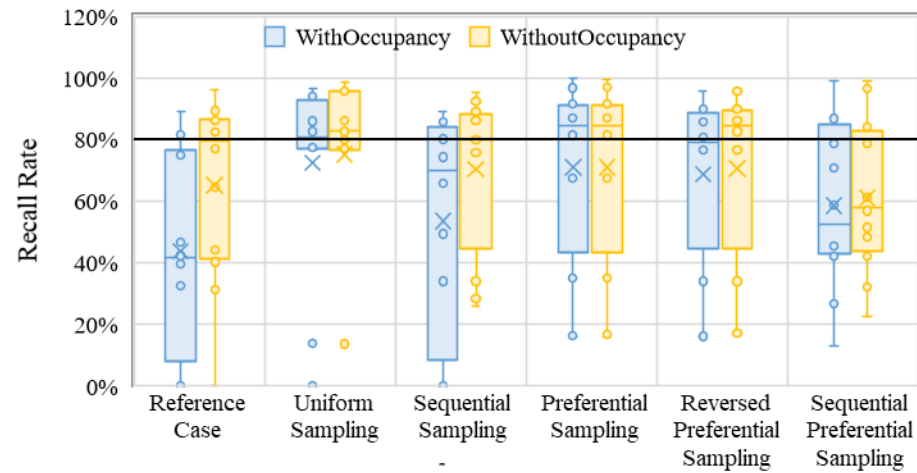 120%
WithOccupancy WithoutOccupancy
100%
80%
60%
40%
20%
0%
Recall Rate
Reference Case
Uniform Sampling
Sequential Sampling
-
Preferential Sampling
Reversed Preferential Sampling
Sequential Preferential Sampling